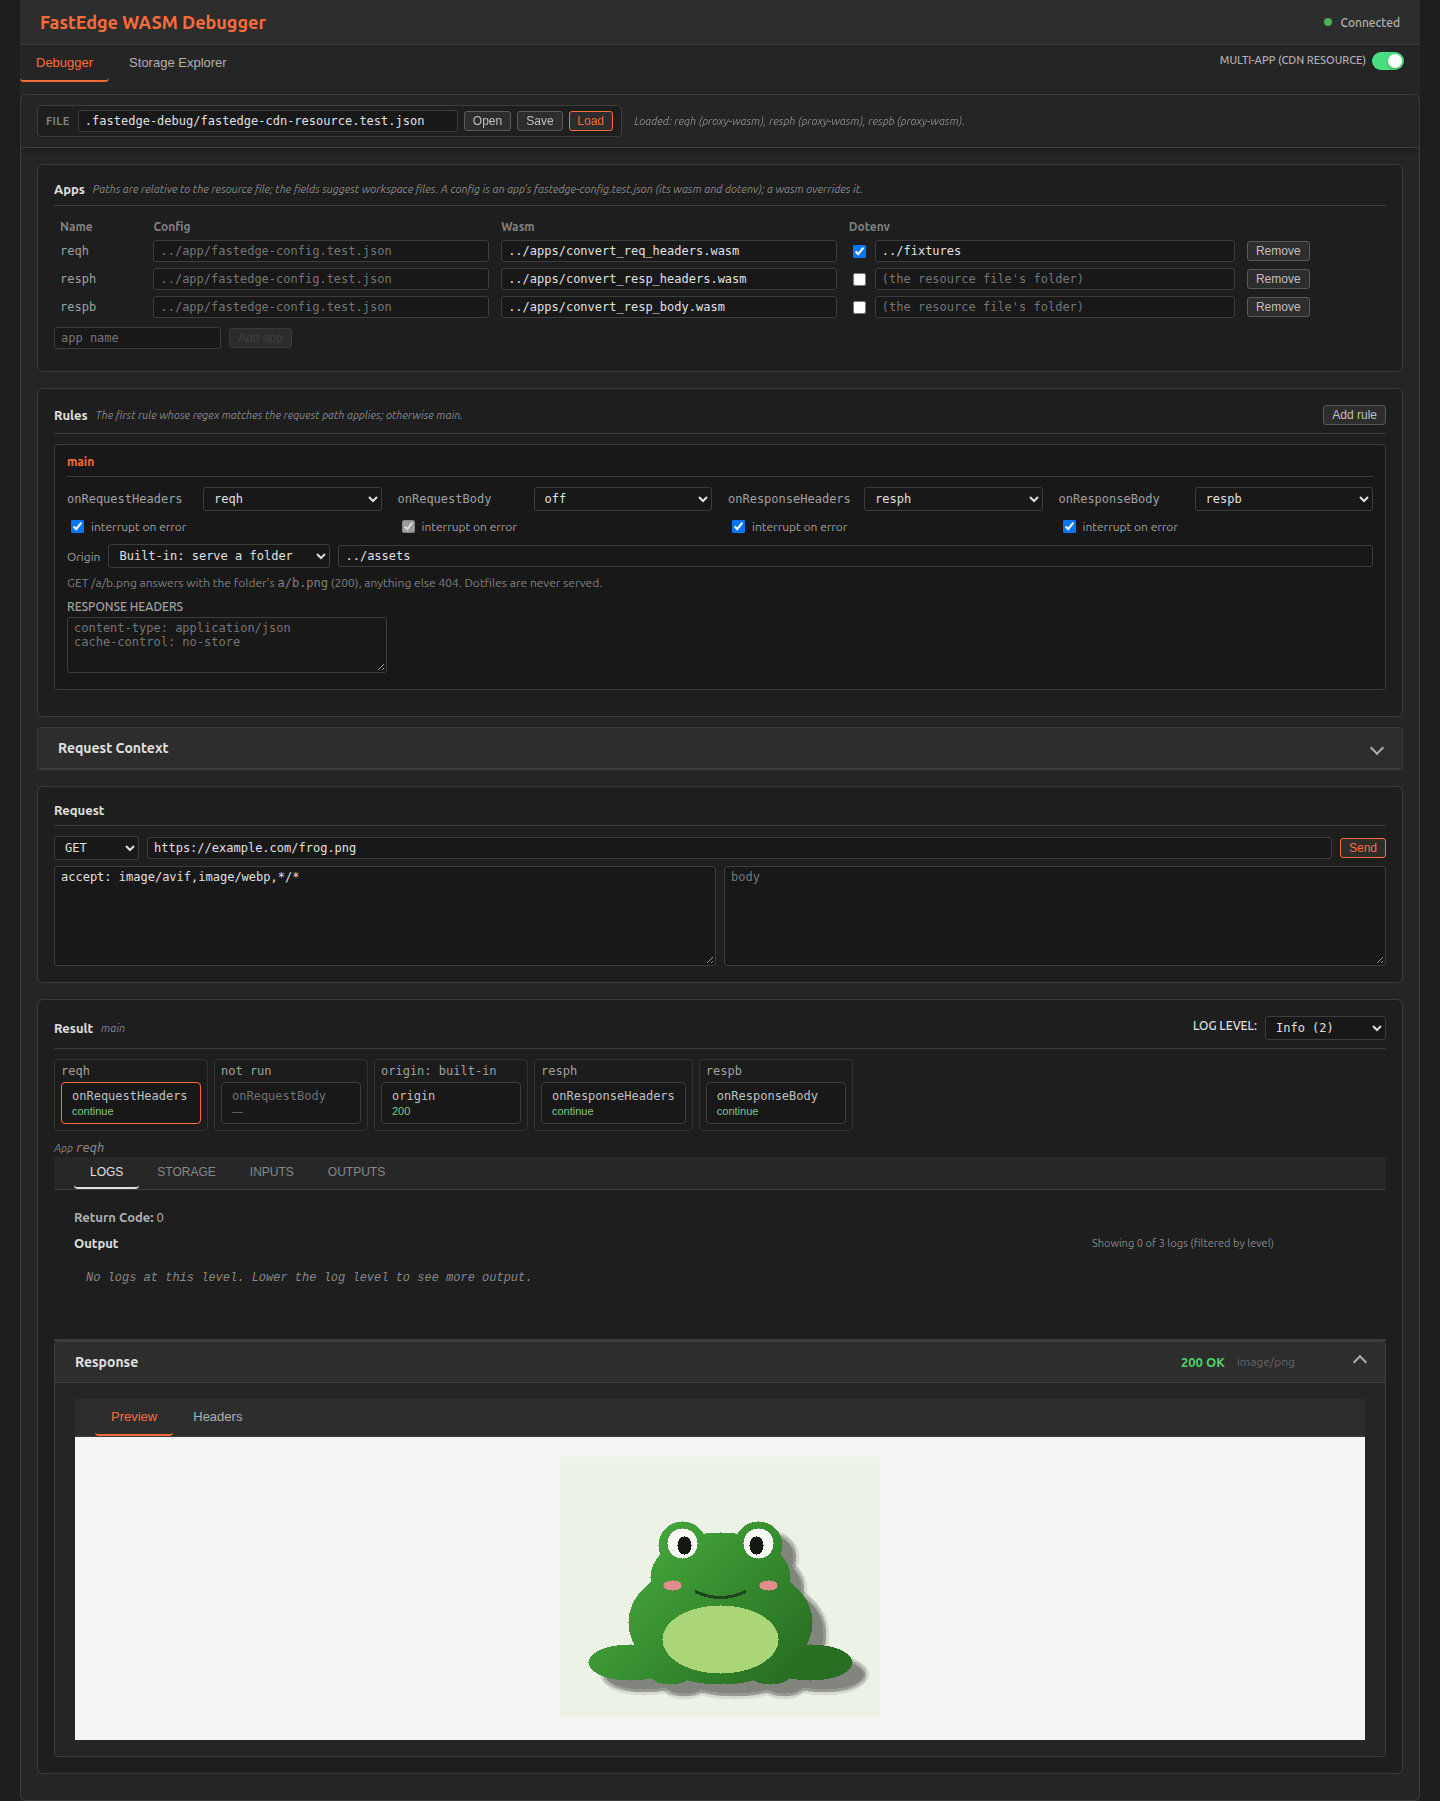 FastEdge WASM Debugger
Connected
Debugger
Storage Explorer
MULTI-APP (CDN RESOURCE)
FILE
.fastedge-debug/fastedge-cdn-resource.test.json
Open
Save
Load
Loaded: reqh (proxy-wasm), resph (proxy-wasm), respb (proxy-wasm).
Apps
Paths are relative to the resource file; the fields suggest workspace files. A config is an app's fastedge-config.test.json (its wasm and dotenv); a wasm overrides it.
Name
Config
Wasm
Dotenv
reqh
../app/fastedge-config.test.json
../apps/convert_req_headers.wasm
../fixtures
Remove
resph
../app/fastedge-config.test.json
../apps/convert_resp_headers.wasm
(the resource file's folder)
Remove
respb
../app/fastedge-config.test.json
../apps/convert_resp_body.wasm
(the resource file's folder)
Remove
app name
Add app
Rules
The first rule whose regex matches the request path applies; otherwise main.
Add rule
main
onRequestHeaders
reqh
onRequestBody
off
onResponseHeaders
resph
onResponseBody
respb
interrupt on error
interrupt on error
interrupt on error
interrupt on error
Origin
Built-in: serve a folder
../assets
GET /a/b.png answers with the folder's a/b.png (200), anything else 404. Dotfiles are never served.
RESPONSE HEADERS
content-type: application/json
cache-control: no-store
Request Context
Request
GET
https://example.com/frog.png
Send
accept: image/avif,image/webp,*/*
body
Result
main
LOG LEVEL:
Info (2)
reqh
onRequestHeaders
continue
not run
onRequestBody
—
origin: built-in
origin
200
resph
onResponseHeaders
continue
respb
onResponseBody
continue
App reqh
LOGS
STORAGE
INPUTS
OUTPUTS
Return Code: 0
Output
Showing 0 of 3 logs (filtered by level)
No logs at this level. Lower the log level to see more output.
Response
200 OK
image/png
Preview
Headers